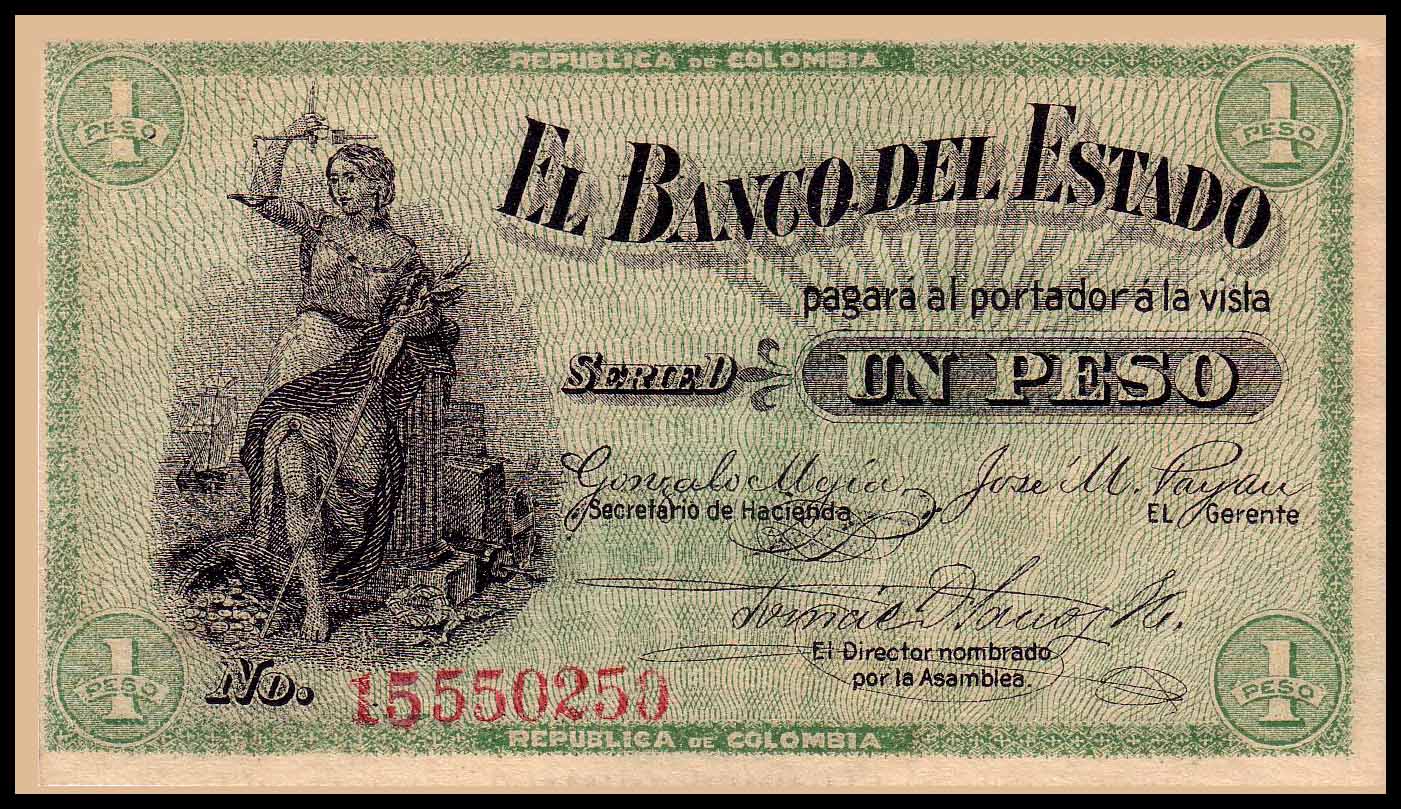 REPUBLICA DE COLOMBIA
1 PESO
1 PESO
EL BANCO DEL ESTADO
pagará al portador á la vista
SERIE D
UN PESO
Gonzalo Mejía
José M. Payan
Secretario de Hacienda
EL Gerente
El Director nombrado
por la Asamblea.
1 PESO
1 PESO
No. 15550250
REPUBLICA DE COLOMBIA